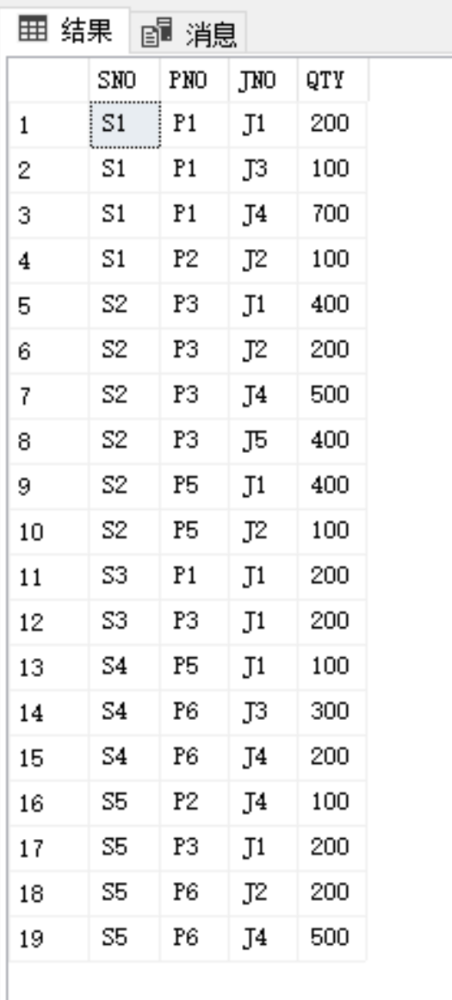 结果 消息
SNO PNO JNO QTY
1 S1 P1 J1 200
2 S1 P1 J3 100
3 S1 P1 J4 700
4 S1 P2 J2 100
5 S2 P3 J1 400
6 S2 P3 J2 200
7 S2 P3 J4 500
8 S2 P3 J5 400
9 S2 P5 J1 400
10 S2 P5 J2 100
11 S3 P1 J1 200
12 S3 P3 J1 200
13 S4 P5 J1 100
14 S4 P6 J3 300
15 S4 P6 J4 200
16 S5 P2 J4 100
17 S5 P3 J1 200
18 S5 P6 J2 200
19 S5 P6 J4 500